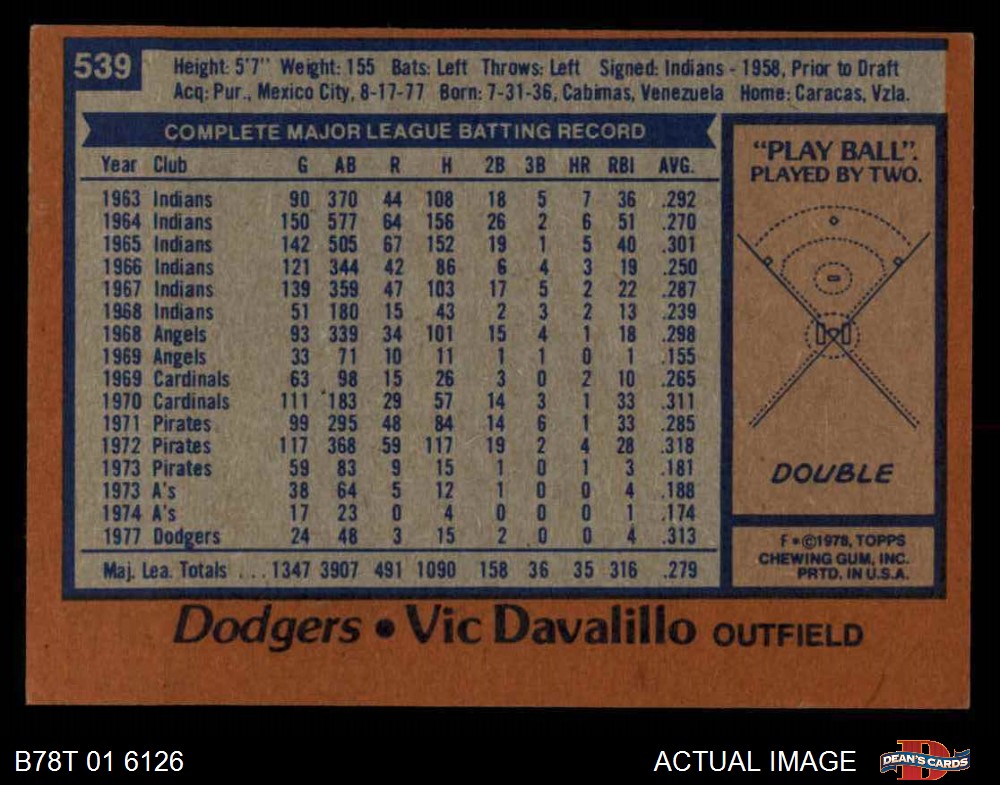 539
Height: 5'7" Weight: 155 Bats: Left Throws: Left Signed: Indians - 1958, Prior to Draft
Acq: Pur., Mexico City, 8-17-77 Born: 7-31-36, Cabimas, Venezuela Home: Caracas, Vzla.
COMPLETE MAJOR LEAGUE BATTING RECORD
Year Club G AB R H 2B 3B HR RBI AVG.
1963 Indians 90 370 44 108 18 5 7 36 .292
1964 Indians 150 577 64 156 26 2 6 51 .270
1965 Indians 142 505 67 152 19 1 5 40 .301
1966 Indians 121 344 42 86 6 4 3 19 .250
1967 Indians 139 359 47 103 17 5 2 22 .287
1968 Indians 51 180 15 43 2 3 2 13 .239
1968 Angels 93 339 34 101 15 4 1 18 .298
1969 Angels 33 71 10 11 1 1 0 1 .155
1969 Cardinals 63 98 15 26 3 0 2 10 .265
1970 Cardinals 111 183 29 57 14 3 1 33 .311
1971 Pirates 99 295 48 84 14 6 1 33 .285
1972 Pirates 117 368 59 117 19 2 4 28 .318
1973 Pirates 59 83 9 15 1 0 1 3 .181
1973 A's 38 64 5 12 1 0 0 4 .188
1974 A's 17 23 0 4 0 0 0 1 .174
1977 Dodgers 24 48 3 15 2 0 0 4 .313
Maj. Lea. Totals ... 1347 3907 491 1090 158 36 35 316 .279
"PLAY BALL".
PLAYED BY TWO.
DOUBLE
F * ©1978, TOPPS
CHEWING GUM, INC.
PRTD. IN U.S.A.
Dodgers • Vic Davalillo OUTFIELD
B78T 01 6126
ACTUAL IMAGE
D
DEAN'S CARDS